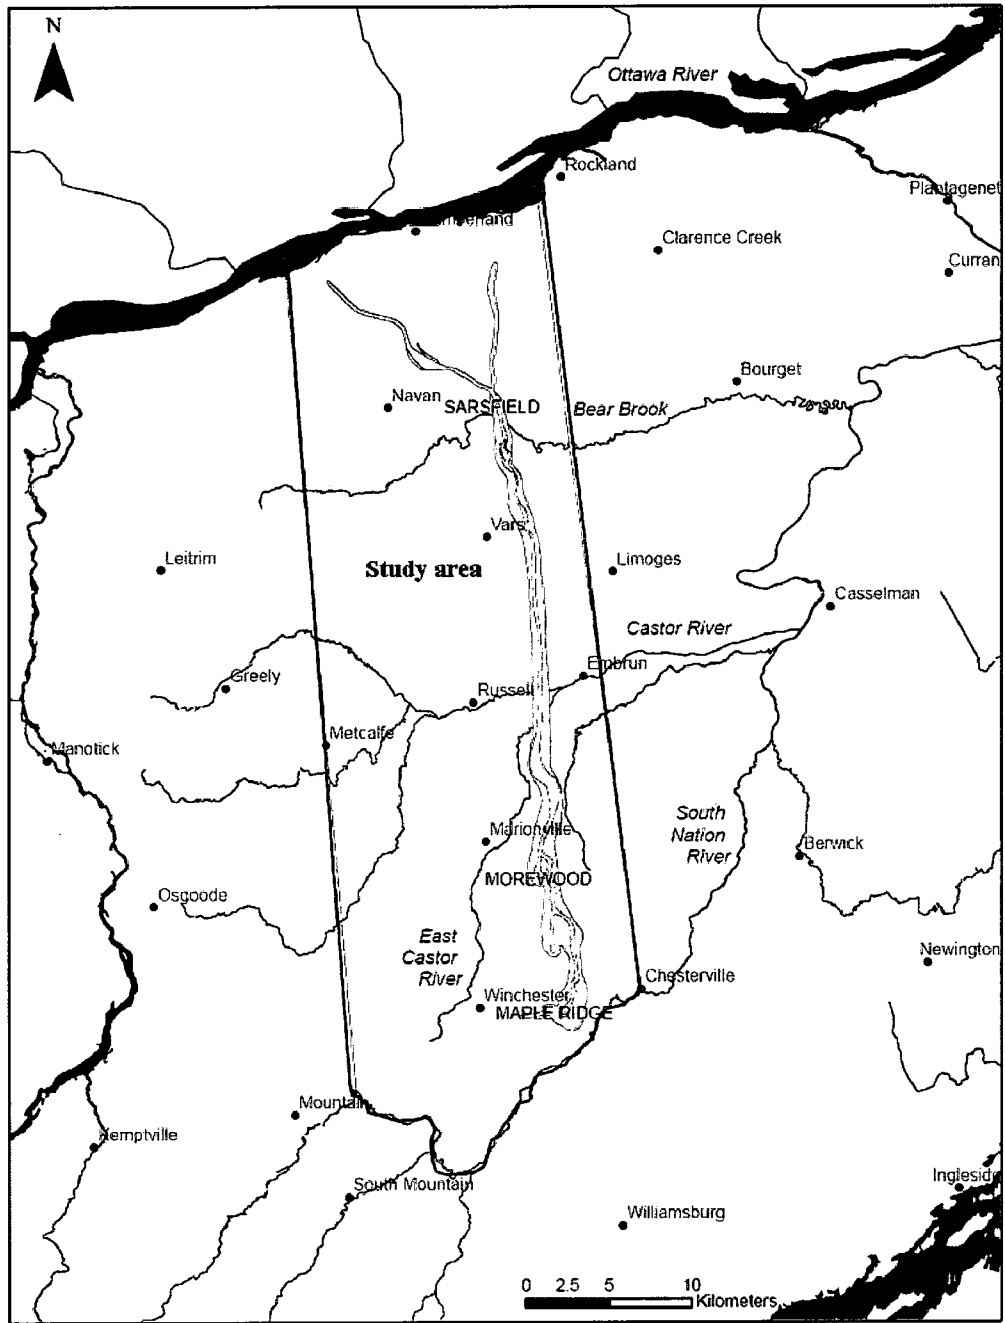 N
Ottawa River
Rockland
Plantagenet
Clarence Creek
Curran
Bourget
Navan
SARSFIELD
Bear Brook
Vars
Leitrim
Study area
Limoges
Casselman
Castor River
Embrun
Greely
Russell
Metcalfe
Manotick
South
Nation
River
Marionville
Berwick
MOREWOOD
Osgoode
East
Castor
River
Newington
Chesterville
Winchester
MAPLE RIDGE
Mountain
Kemptville
South Mountain
Ingleside
Williamsburg
0 2.5 5 10
Kilometers